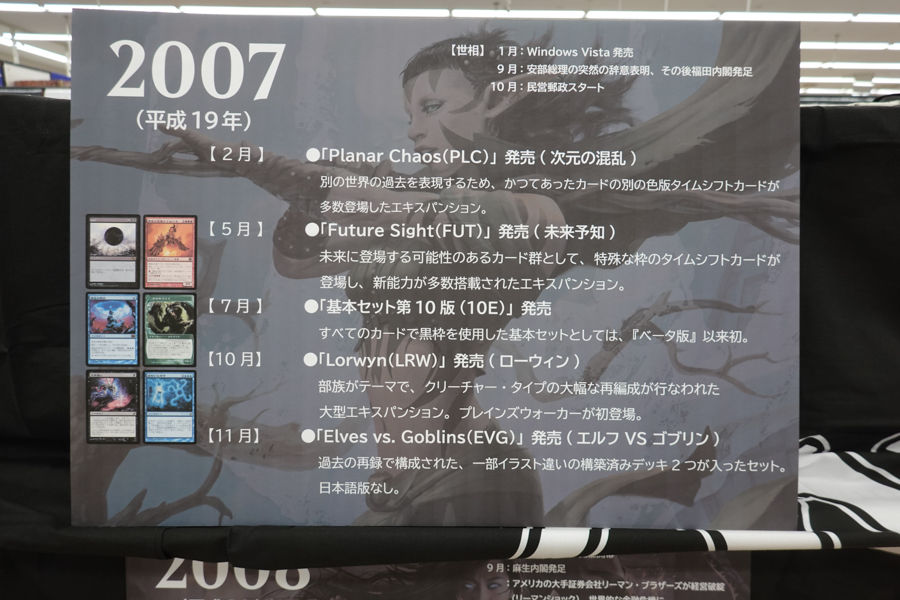 2007
(平成19年)
【世相】 1月：Windows Vista 発売
9月：安部総理の突然の辞意表明、その後福田内閣発足
10月：民営郵政スタート
【2月】 ●「Planar Chaos(PLC)」発売(次元の混乱)
別の世界の過去を表現するため、かつてあったカードの別の色版タイムシフトカードが
多数登場したエキスパンション。
【5月】 ●「Future Sight(FUT)」発売(未来予知)
未来に登場する可能性のあるカード群として、特殊な枠のタイムシフトカードが
登場し、新能力が多数搭載されたエキスパンション。
【7月】 ●「基本セット第10版(10E)」発売
すべてのカードで黒枠を使用した基本セットとしては、『ベータ版』以来初。
【10月】 ●「Lorwyn(LRW)」発売(ローウィン)
部族がテーマで、クリーチャー・タイプの大幅な再編成が行なわれた
大型エキスパンション。プレインズウォーカーが初登場。
【11月】 ●「Elves vs. Goblins(EVG)」発売(エルフ VS ゴブリン)
過去の再録で構成された、一部イラスト違いの構築済みデッキ2つが入ったセット。
日本語版なし。
2008
9月：麻生内閣発足
：アメリカの大手証券会社リーマン・ブラザーズが経営破綻
(リーマンショック)、世界的な金融危機に